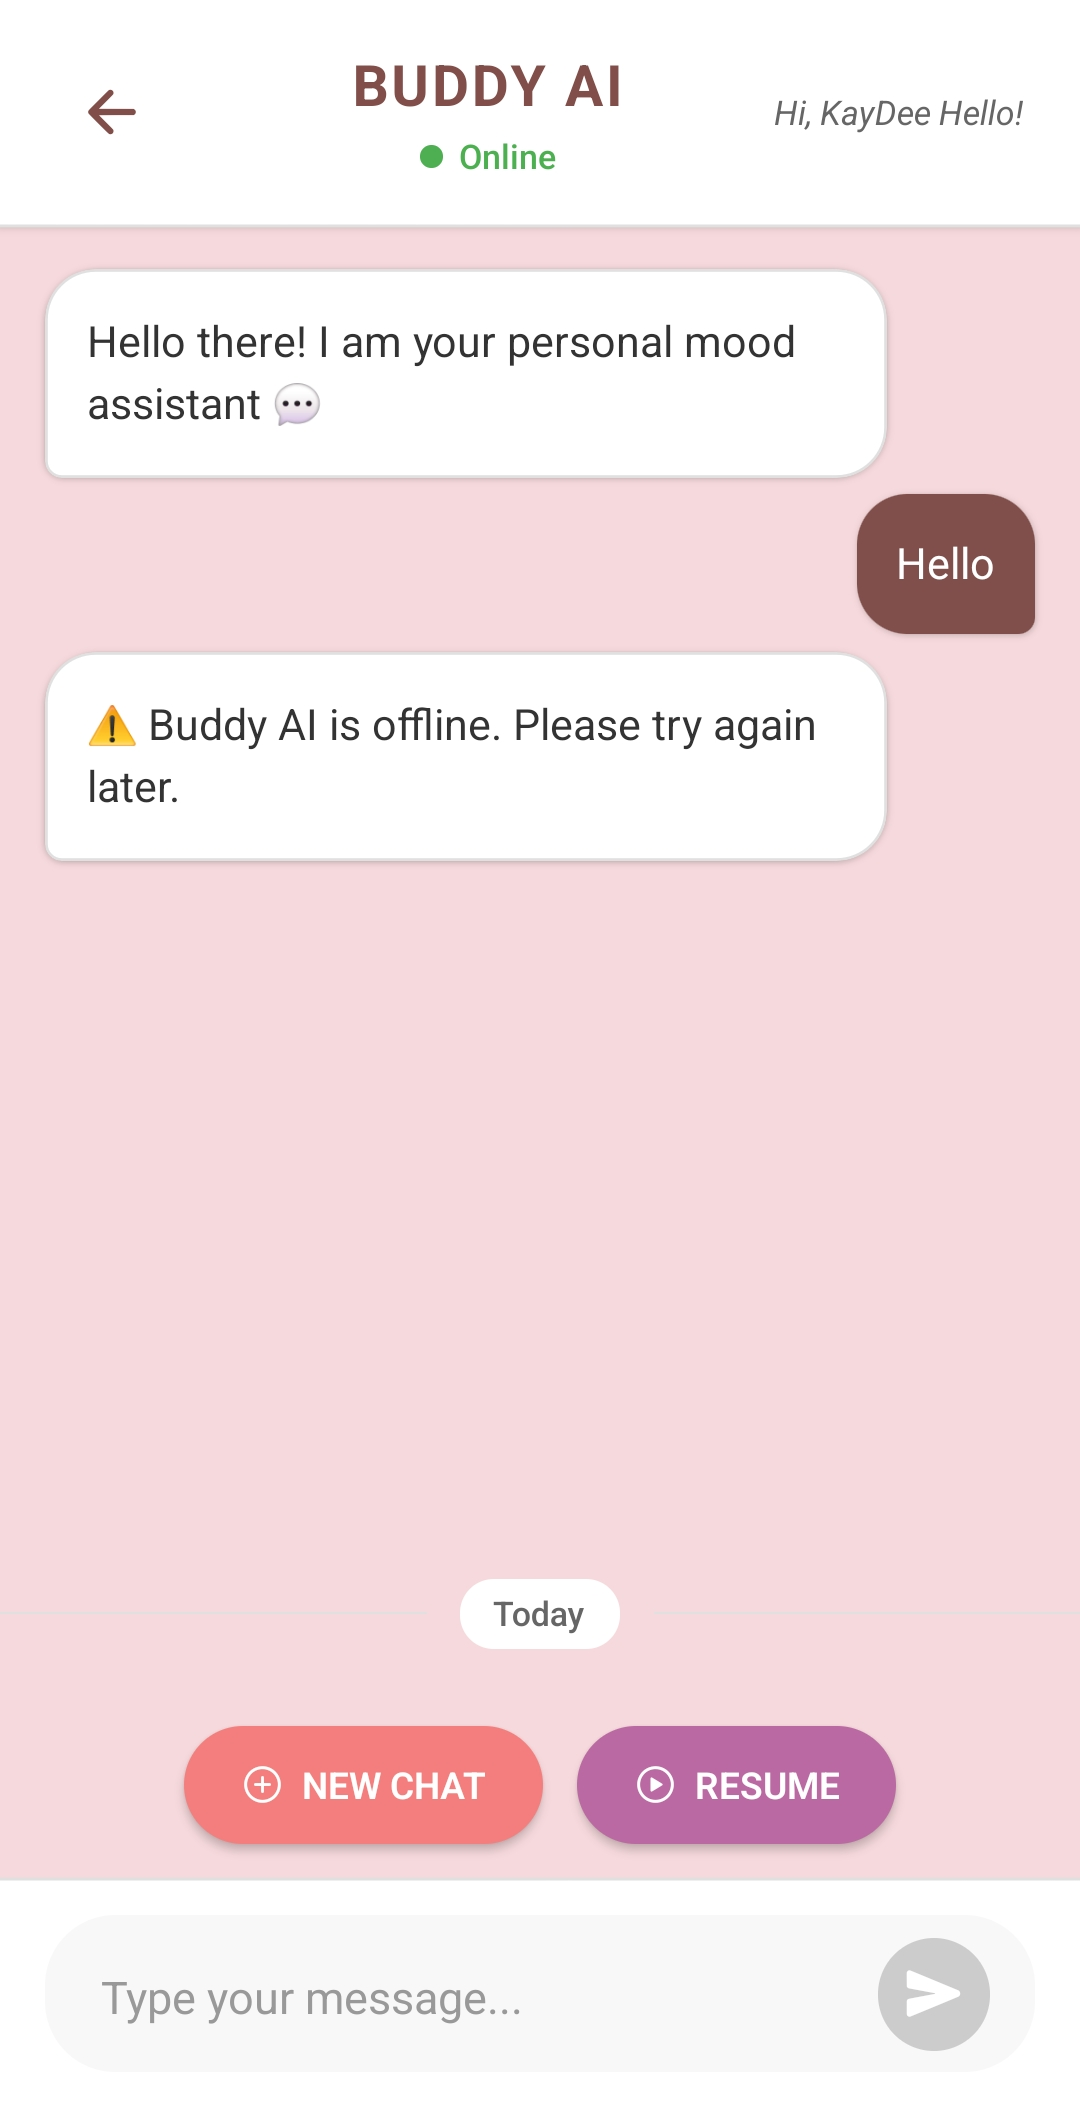 BUDDY AI
Online
Hi, KayDee Hello!
Hello there! I am your personal mood
assistant 💬
Hello
⚠️ Buddy AI is offline. Please try again
later.
Today
NEW CHAT
RESUME
Type your message...